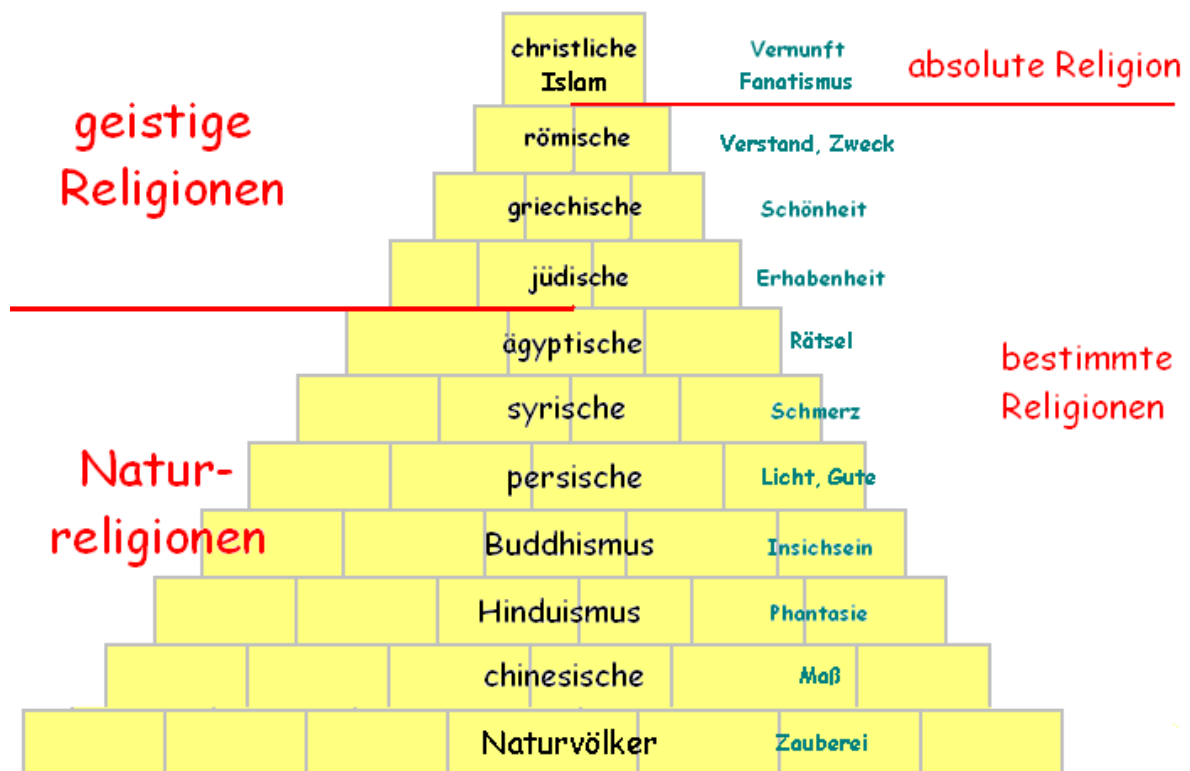 christliche Vernunft absolute Religion
Islam Fanatismus
geistige
Religionen
römische Verstand, Zweck
griechische Schönheit
jüdische Erhabenheit
ägyptische Rätsel
bestimmte
Religionen
syrische Schmerz
Natur-
religionen
persische Licht, Gute
Buddhismus Insichsein
Hinduismus Phantasie
chinesische Maß
Naturvölker Zauberei